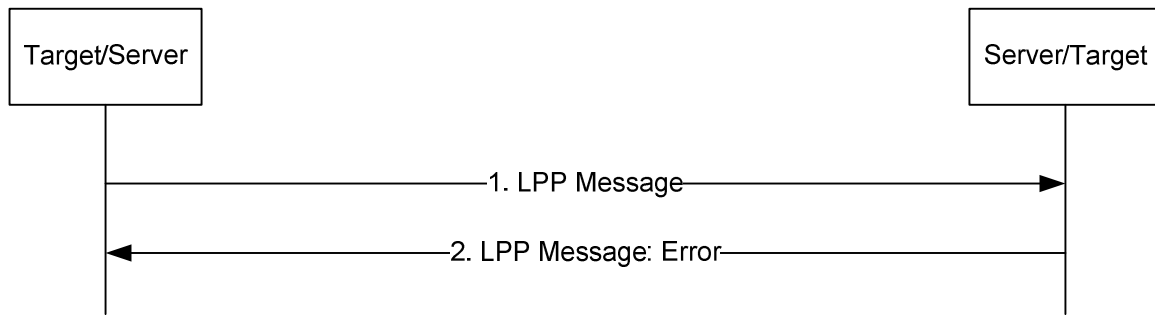 Target/Server
Server/Target
1. LPP Message
2. LPP Message: Error